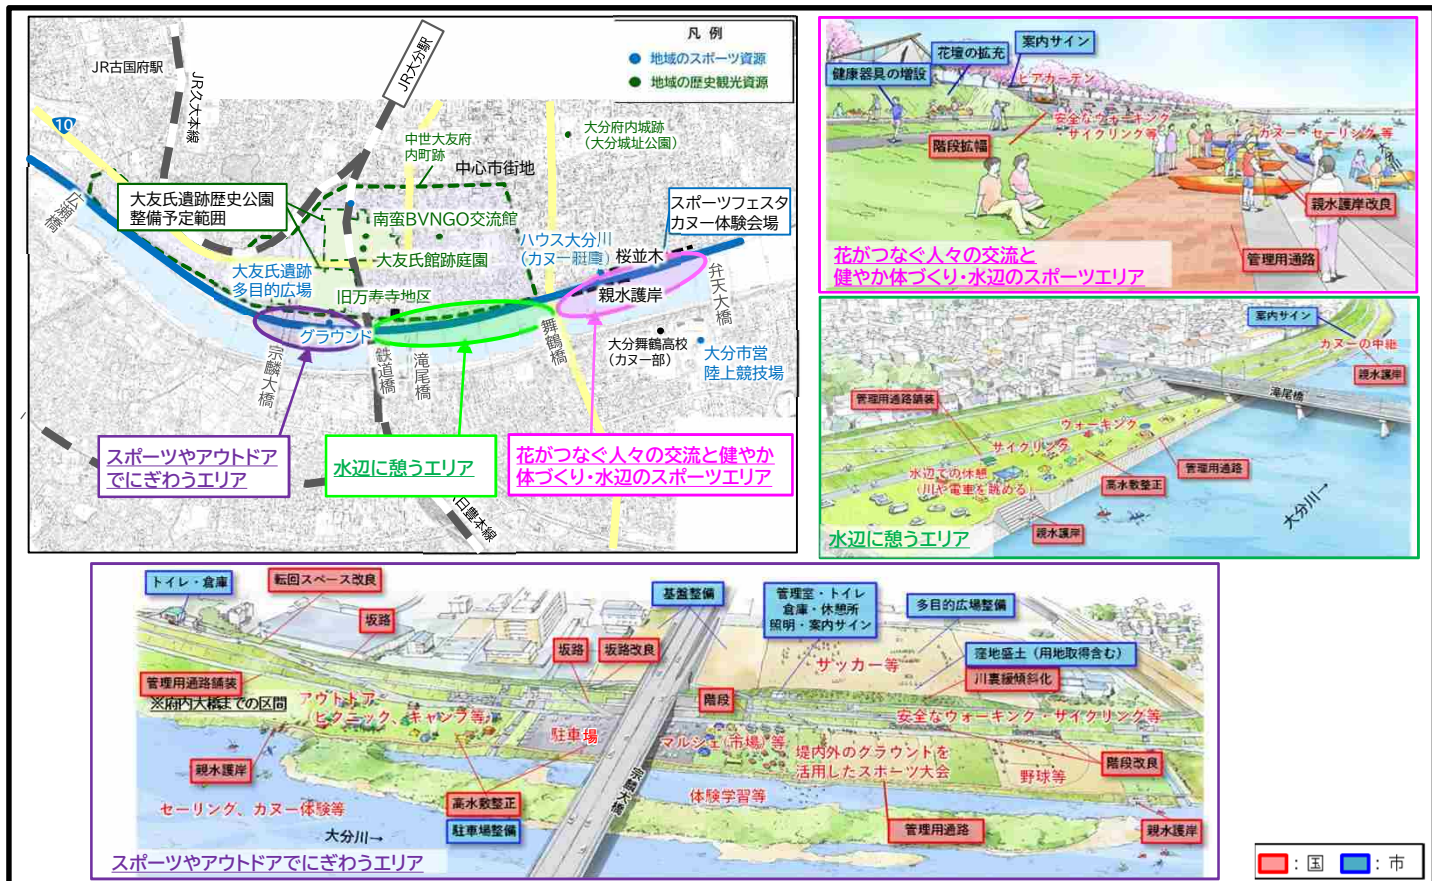 凡 例
地域のスポーツ資源
地域の歴史観光資源
JR古国府駅
JR久大本線
JR大分駅
10
中世大友府
内町跡
中心市街地
大分府内城跡
(大分城址公園)
広瀬橋
大友氏遺跡歴史公園
整備予定範囲
南蛮BVNGO交流館
大友氏館跡庭園
スポーツフェスタ
カヌー体験会場
ハウス大分川
(カヌー艇庫)
桜並木
親水護岸
弁天大橋
大友氏遺跡
多目的広場
旧万寿寺地区
グラウンド
宗麟大橋
鉄道橋
滝尾橋
舞鶴橋
大分舞鶴高校
(カヌー部)
大分市営
陸上競技場
スポーツやアウトドア
でにぎわうエリア
水辺に憩うエリア
花がつなぐ人々の交流と健やか
体づくり・水辺のスポーツエリア
日豊本線
案内サイン
花壇の拡充
健康器具の増設
ビアガーデン
安全なウォーキング
・サイクリング等
階段拡幅
カヌー・セーリング 等
大分川
親水護岸改良
管理用通路
花がつなぐ人々の交流と
健やか体づくり・水辺のスポーツエリア
案内サイン
カヌーの中継
親水護岸
滝尾橋
管理用通路舗装
ウォーキング
サイクリング
水辺での休憩
(川や電車を眺める)
管理用通路
高水敷整正
親水護岸
大分川→
水辺に憩うエリア
トイレ・倉庫
転回スペース改良
坂路
基盤整備
管理室・トイレ
倉庫・休憩所
照明・案内サイン
多目的広場整備
坂路
坂路改良
サッカー等
窪地盛土(用地取得含む)
川裏緩傾斜化
管理用通路舗装
※府内大橋までの区間
アウトドア
(ピクニック、キャンプ等)
階段
安全なウォーキング・サイクリング等
駐車場
マルシェ(市場)等
堤内外のグラウンドを
活用したスポーツ大会
野球等
階段改良
親水護岸
宗麟大橋
セーリング、カヌー体験等
高水敷整正
駐車場整備
体験学習等
管理用通路
親水護岸
大分川→
スポーツやアウトドアでにぎわうエリア
:国
:市